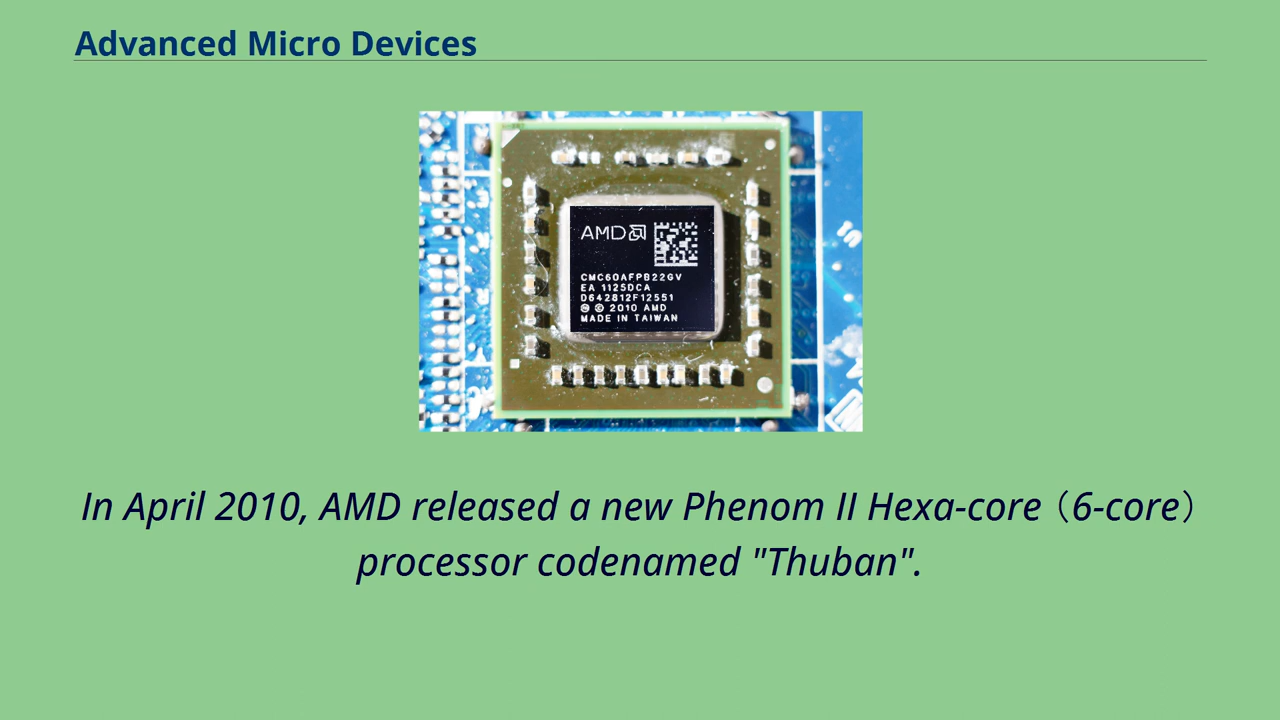 Advanced Micro Devices
AMD
CMC60AFPB22GV
EA 1125DCA
D642812F12551
Ⓜ © 2010 AMD
MADE IN TAIWAN
In April 2010, AMD released a new Phenom II Hexa-core（6-core）
processor codenamed "Thuban".